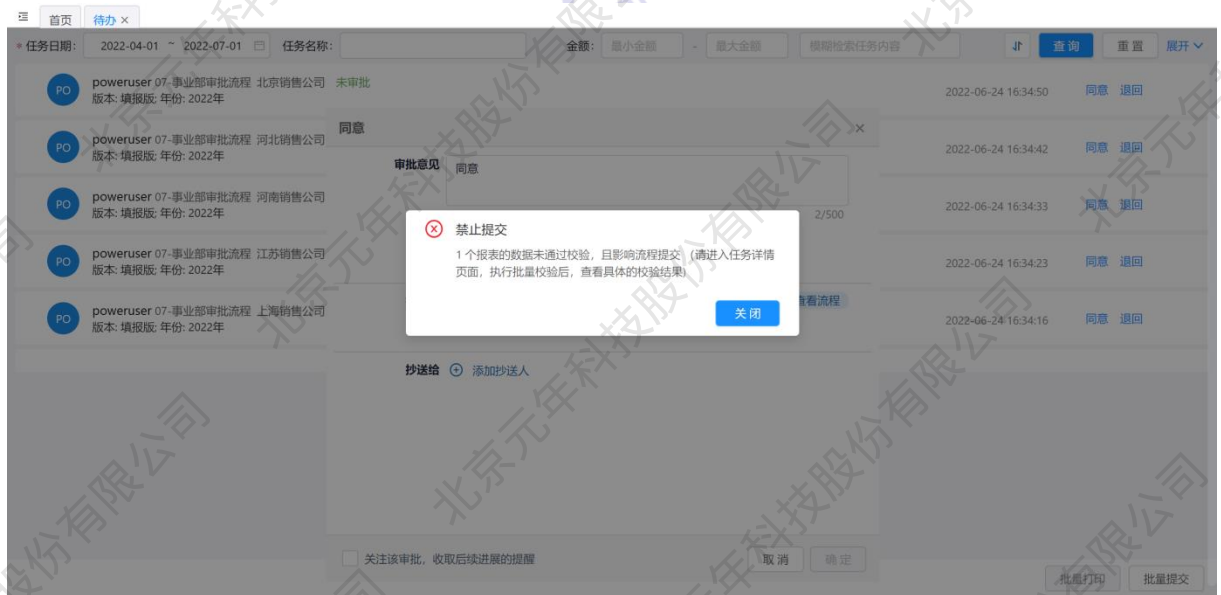 首页 待办 ×
* 任务日期: 2022-04-01 ~ 2022-07-01 任务名称: 金额: 最小金额 - 最大金额 模糊检索任务内容 查询 重置 展开
PO poweruser 07-事业部审批流程 北京销售公司 未审批 2022-06-24 16:34:50 同意 退回
版本: 填报版; 年份: 2022年
同意 ×
PO poweruser 07-事业部审批流程 河北销售公司 2022-06-24 16:34:42 同意 退回
版本: 填报版; 年份: 2022年
审批意见 同意
PO poweruser 07-事业部审批流程 河南销售公司 2022-06-24 16:34:33 同意 退回
版本: 填报版; 年份: 2022年
2/500
禁止提交
1 个报表的数据未通过校验, 且影响流程提交 (请进入任务详情
页面, 执行批量校验后, 查看具体的校验结果)
PO poweruser 07-事业部审批流程 江苏销售公司 2022-06-24 16:34:23 同意 退回
版本: 填报版; 年份: 2022年
关闭
查看流程
PO poweruser 07-事业部审批流程 上海销售公司 2022-06-24 16:34:16 同意 退回
版本: 填报版; 年份: 2022年
抄送给 添加抄送人
关注该审批, 收取后续进展的提醒 取消 确定
批量打印 批量提交
北京元年科技股份有限公司